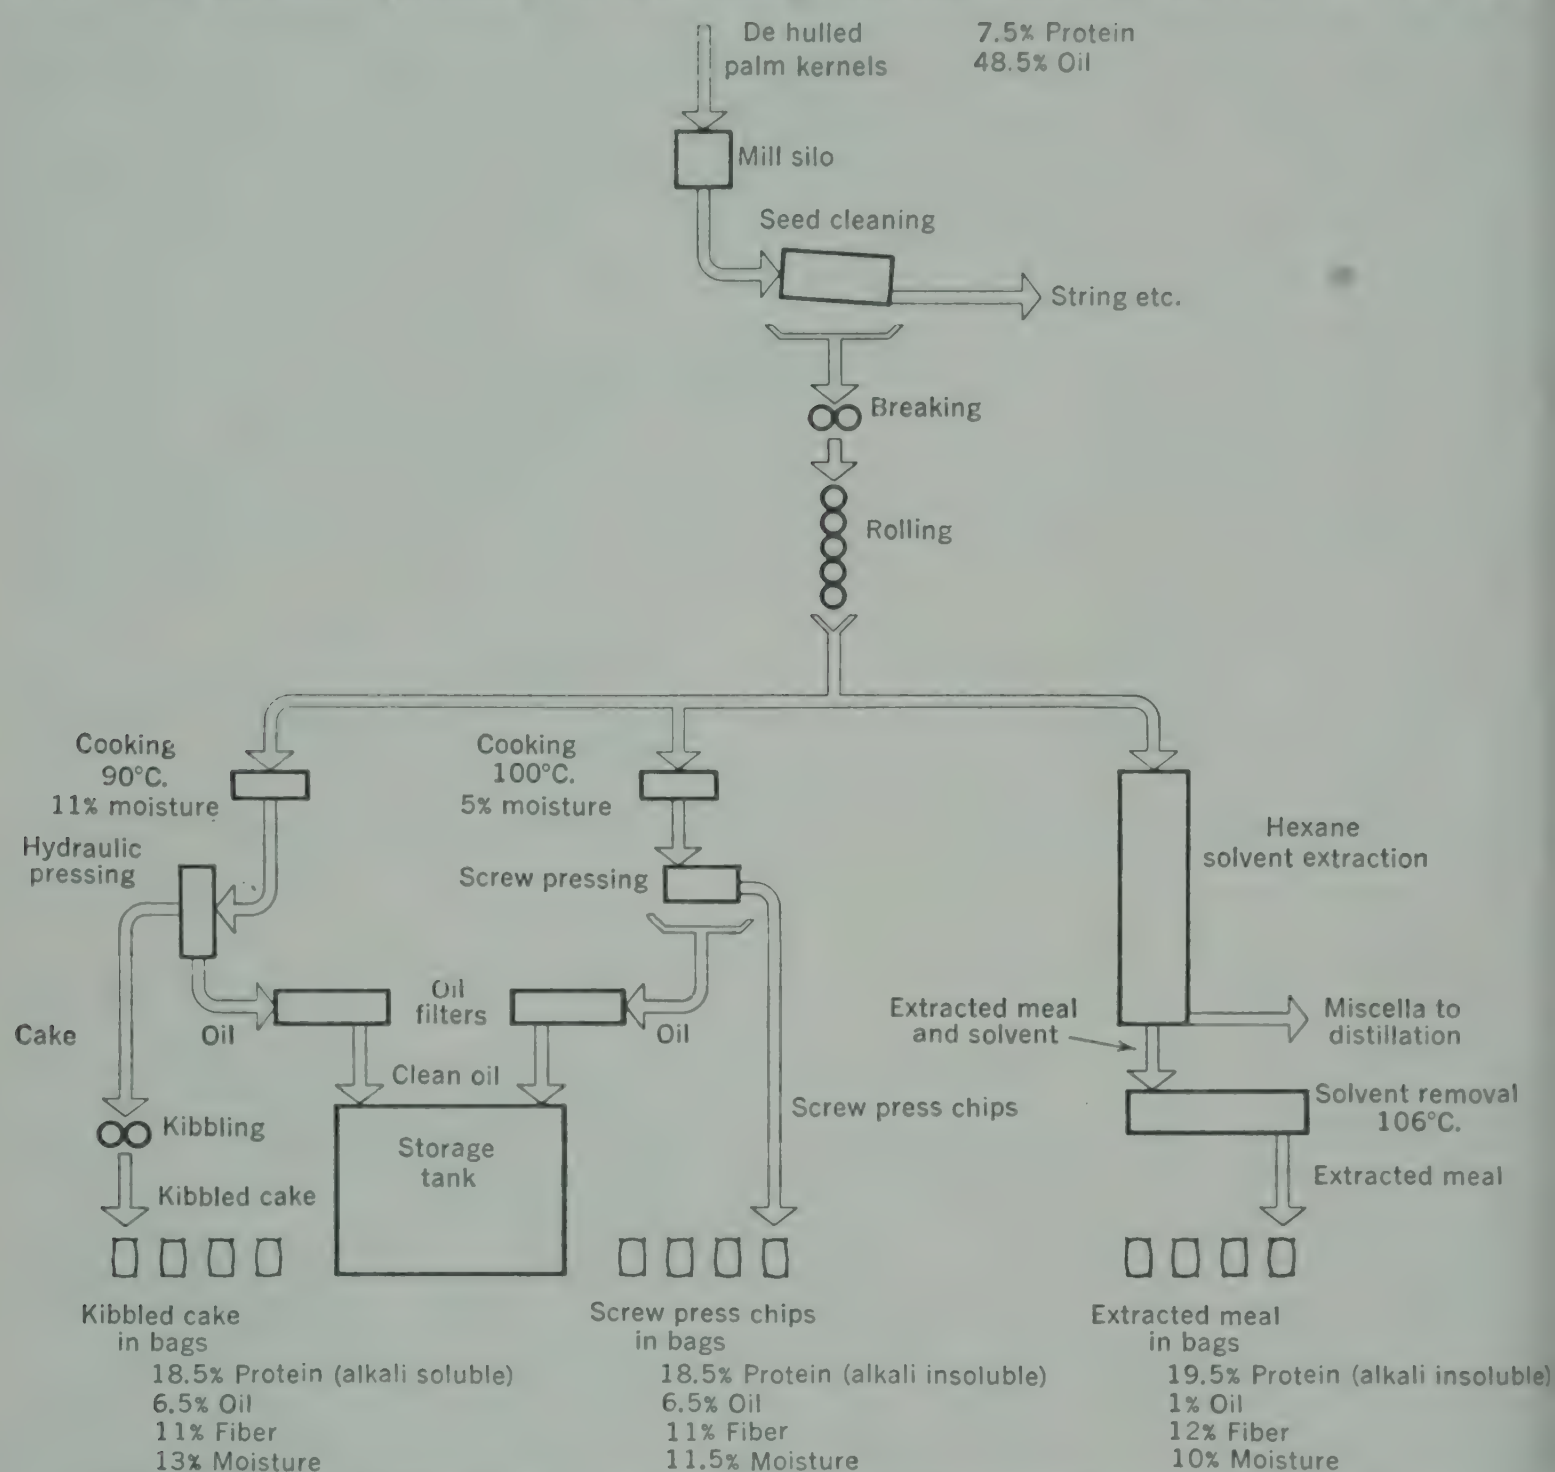 De hulled
palm kernels
7.5% Protein
48.5% Oil
Mill silo
Seed cleaning
String etc.
Breaking
Rolling
Cooking
90°C.
11% moisture
Cooking
100°C.
5% moisture
Hydraulic
pressing
Screw pressing
Hexane
solvent extraction
Cake
Oil
Oil
filters
Oil
Clean oil
Extracted meal
and solvent
Miscella to
distillation
Kibbling
Storage
tank
Screw press chips
Solvent removal
106°C.
Kibbled cake
Extracted meal
Kibbled cake
in bags
18.5% Protein (alkali soluble)
6.5% Oil
11% Fiber
13% Moisture
Screw press chips
in bags
18.5% Protein (alkali insoluble)
6.5% Oil
11% Fiber
11.5% Moisture
Extracted meal
in bags
19.5% Protein (alkali insoluble)
1% Oil
12% Fiber
10% Moisture